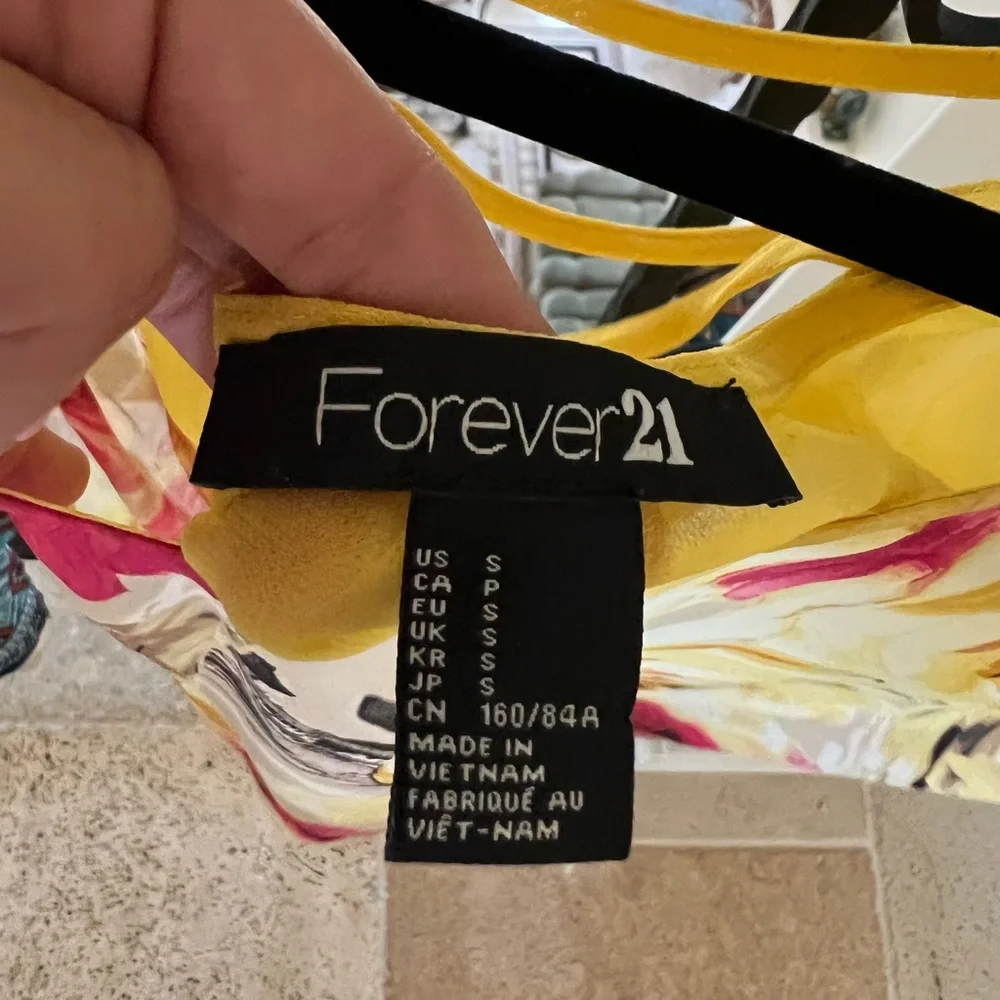 Forever21
US S
CA P
EU S
UK S
KR S
JP S
CN 160/84A
MADE IN
VIETNAM
FABRIQUÉ AU
VIÊT-NAM